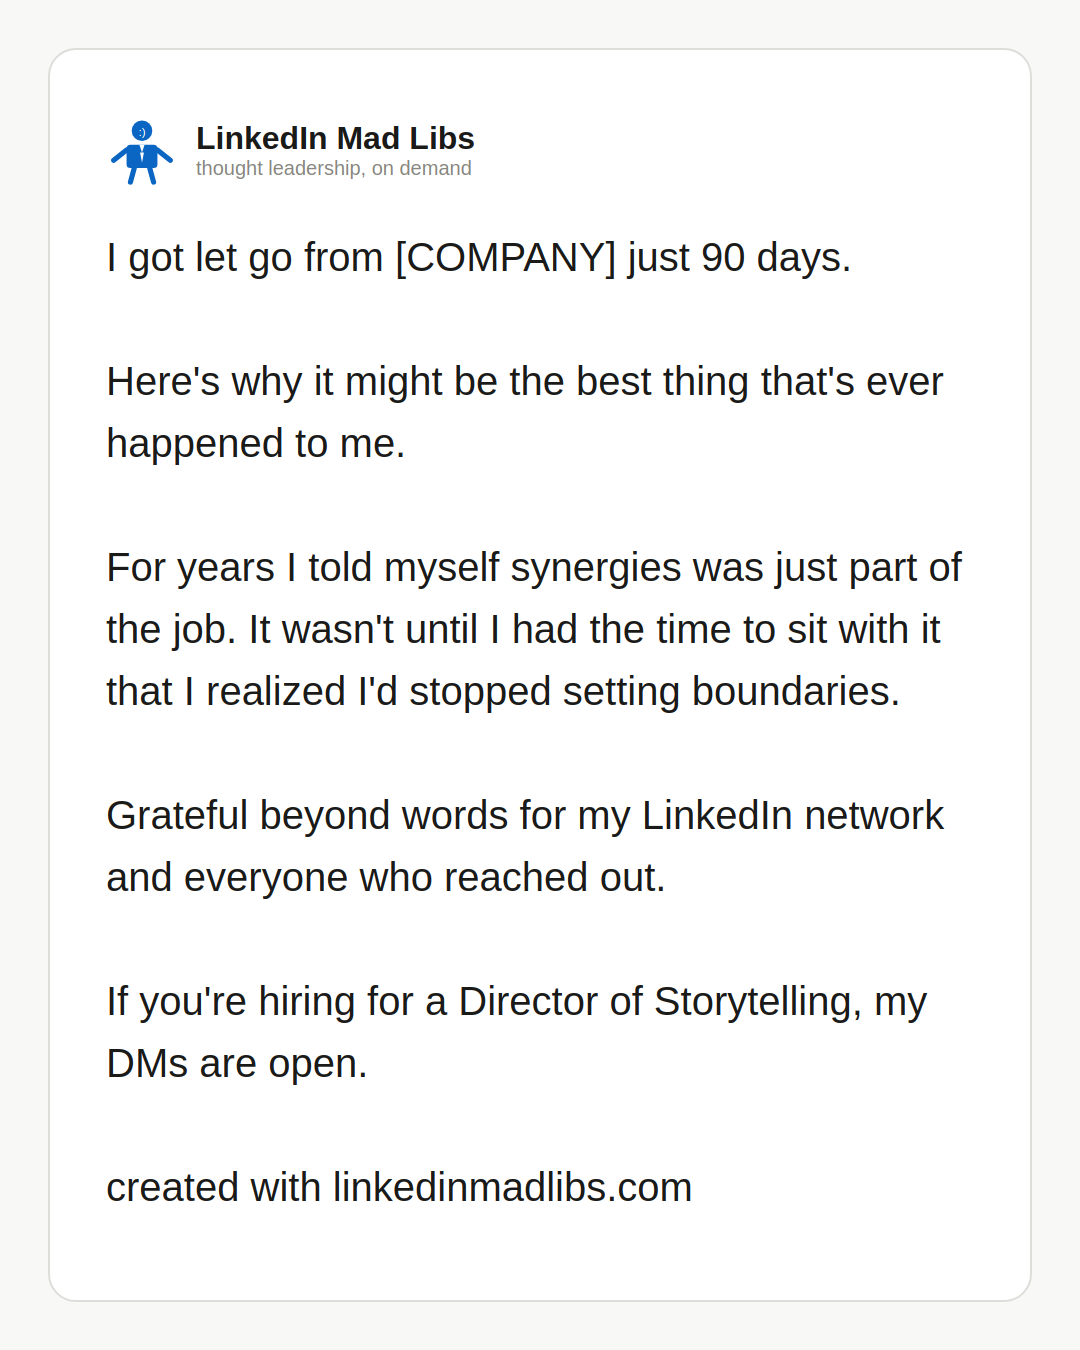 :)
LinkedIn Mad Libs
thought leadership, on demand
I got let go from [COMPANY] just 90 days.
Here's why it might be the best thing that's ever
happened to me.
For years I told myself synergies was just part of
the job. It wasn't until I had the time to sit with it
that I realized I'd stopped setting boundaries.
Grateful beyond words for my LinkedIn network
and everyone who reached out.
If you're hiring for a Director of Storytelling, my
DMs are open.
created with linkedinmadlibs.com